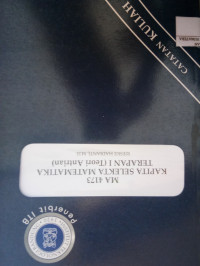 CATATAN KULIAH
MA 4173
KAPITA SELEKTA MATEMATIKA
TERAPAN I (Teori Antrian)
Penerbit ITB